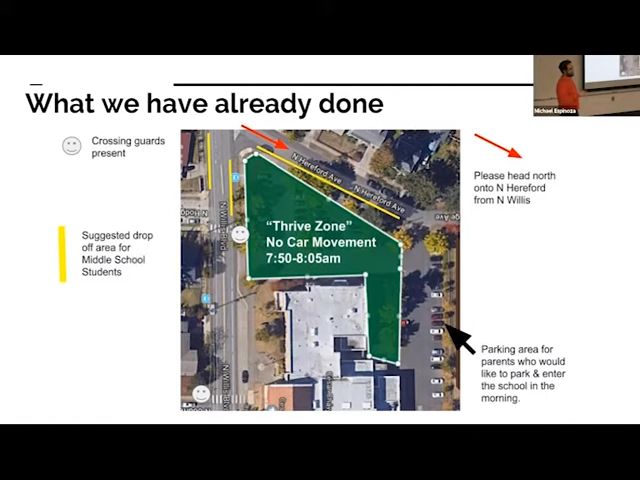 Michael Espinoza
What we have already done
Crossing guards
present
Suggested drop
off area for
Middle School
Students
N Hereford Ave
N Hereford Ave
"Thrive Zone"
No Car Movement
7:50-8:05am
Please head north
onto N Hereford
from N Willis
Parking area for
parents who would
like to park & enter
the school in the
morning.